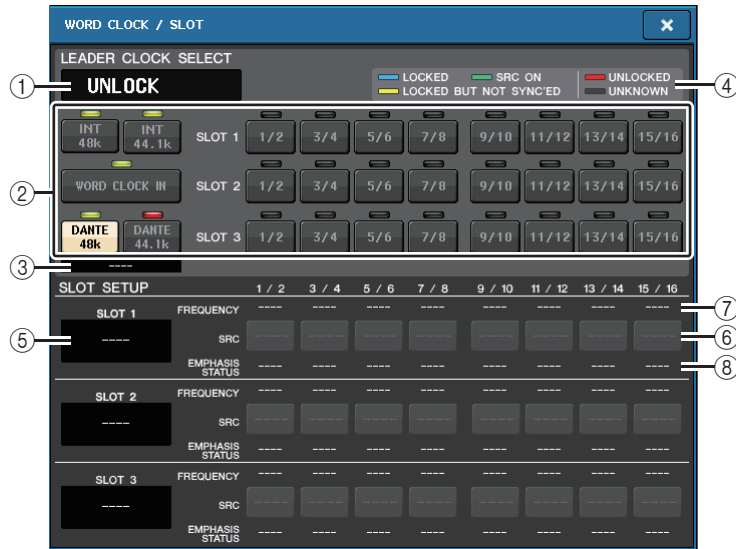 WORD CLOCK / SLOT ×
LEADER CLOCK SELECT
① UNLOCK
LOCKED SRC ON UNLOCKED ④
LOCKED BUT NOT SYNC'ED UNKNOWN
INT 48k INT 44.1k SLOT 1 1/2 3/4 5/6 7/8 9/10 11/12 13/14 15/16
② WORD CLOCK IN SLOT 2 1/2 3/4 5/6 7/8 9/10 11/12 13/14 15/16
DANTE 48k DANTE 44.1k SLOT 3 1/2 3/4 5/6 7/8 9/10 11/12 13/14 15/16
③ ----
SLOT SETUP 1 / 2 3 / 4 5 / 6 7 / 8 9 / 10 11 / 12 13 / 14 15 / 16
SLOT 1 FREQUENCY ---- ---- ---- ---- ---- ---- ---- ---- ⑦
⑤ ---- SRC ---- ---- ---- ---- ---- ---- ---- ---- ⑥
EMPHASIS STATUS ---- ---- ---- ---- ---- ---- ---- ---- ⑧
SLOT 2 FREQUENCY ---- ---- ---- ---- ---- ---- ---- ----
---- SRC ---- ---- ---- ---- ---- ---- ---- ----
EMPHASIS STATUS ---- ---- ---- ---- ---- ---- ---- ----
SLOT 3 FREQUENCY ---- ---- ---- ---- ---- ---- ---- ----
---- SRC ---- ---- ---- ---- ---- ---- ---- ----
EMPHASIS STATUS ---- ---- ---- ---- ---- ---- ---- ----